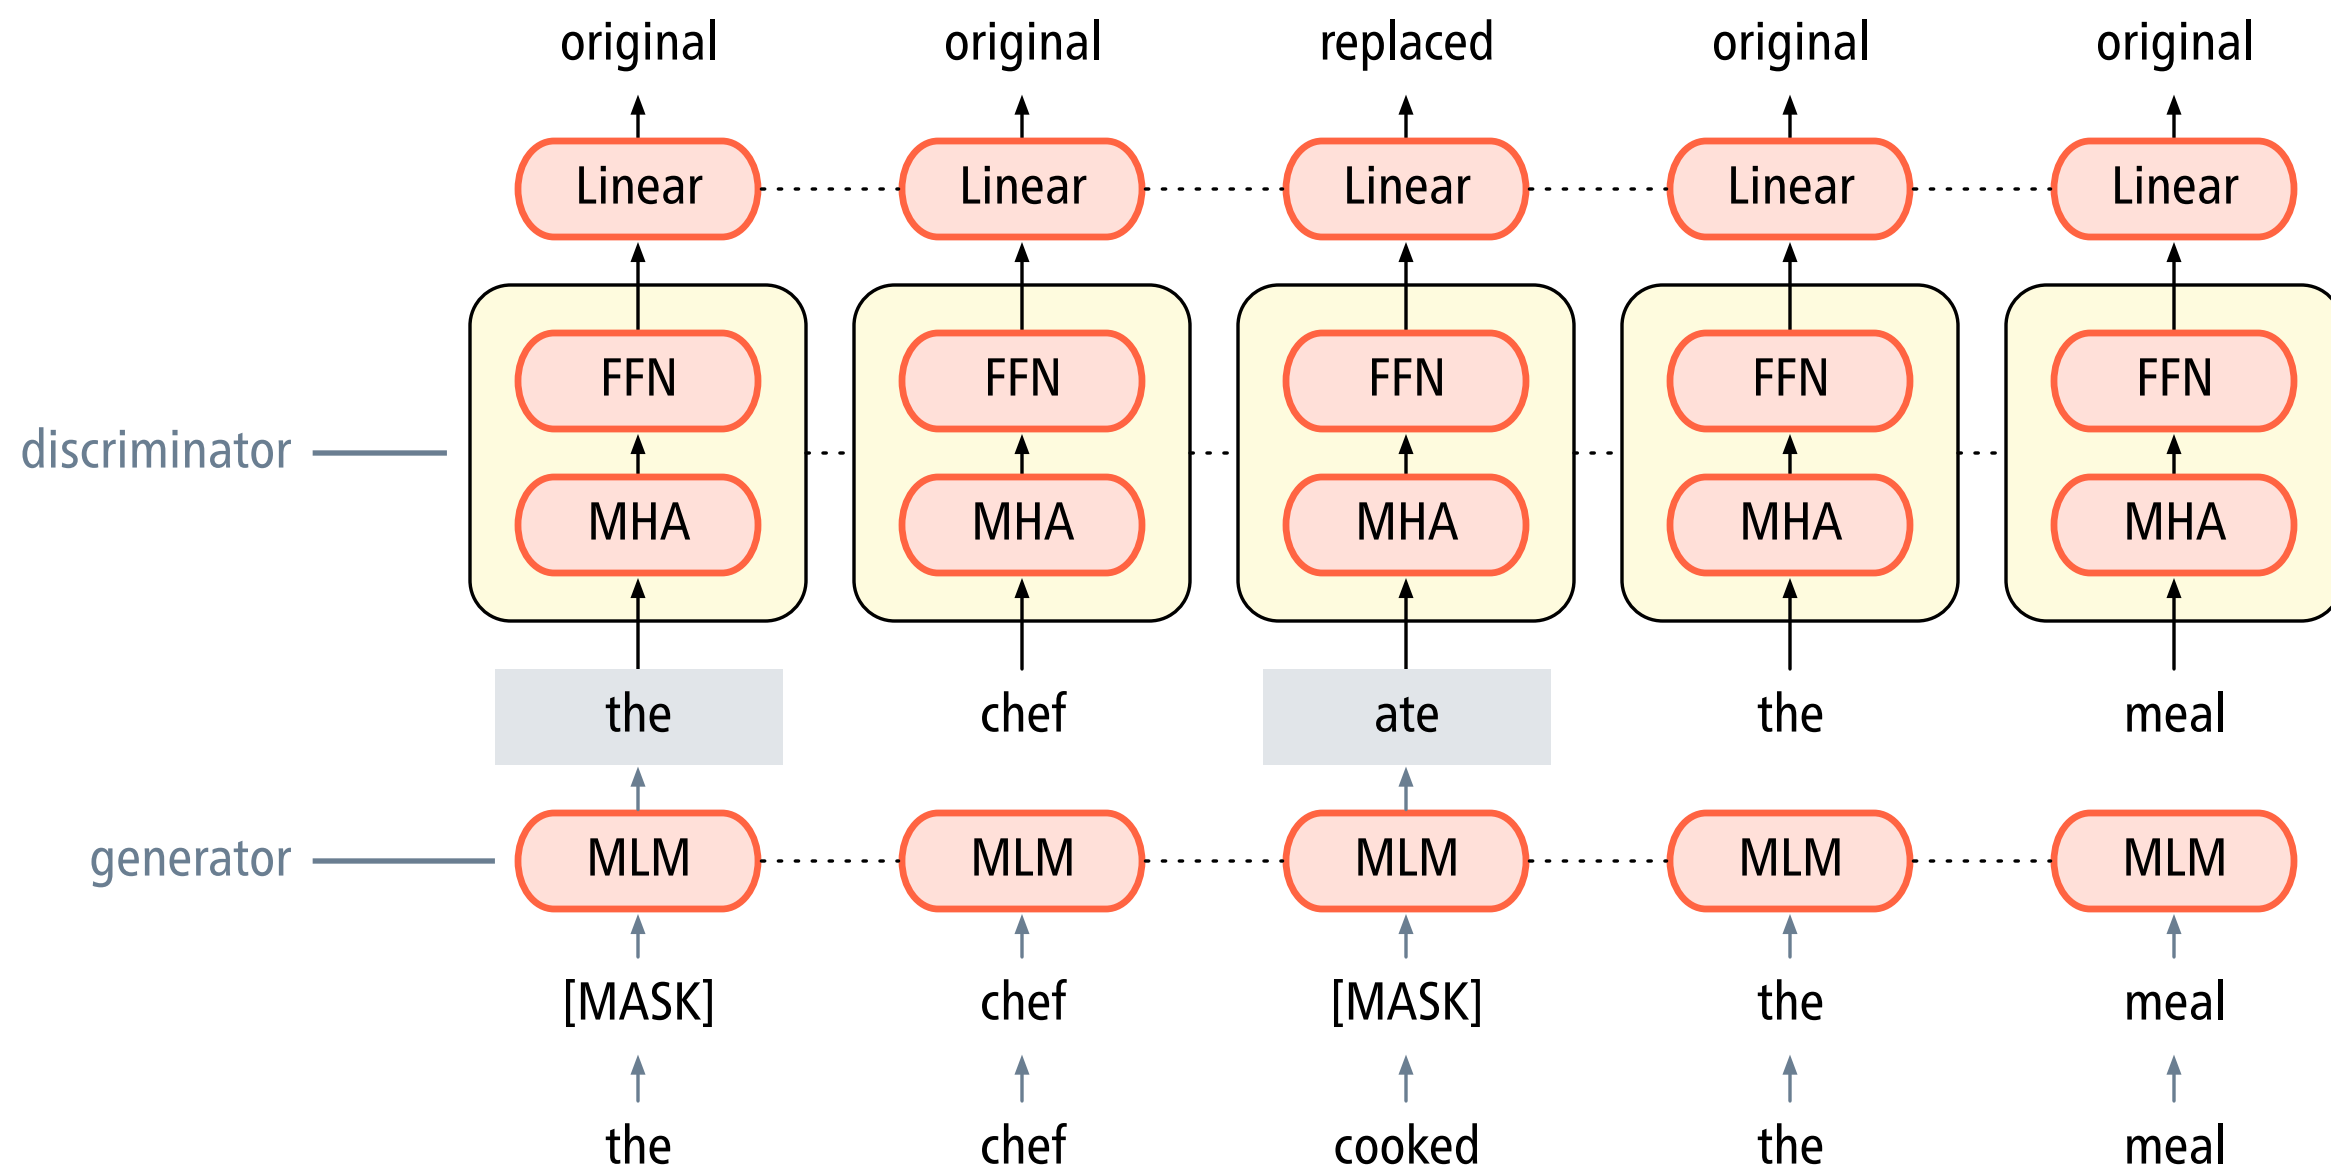 original original replaced original original
Linear Linear Linear Linear Linear
FFN FFN FFN FFN FFN
discriminator
MHA MHA MHA MHA MHA
the chef ate the meal
generator MLM MLM MLM MLM MLM
[MASK] chef [MASK] the meal
the chef cooked the meal